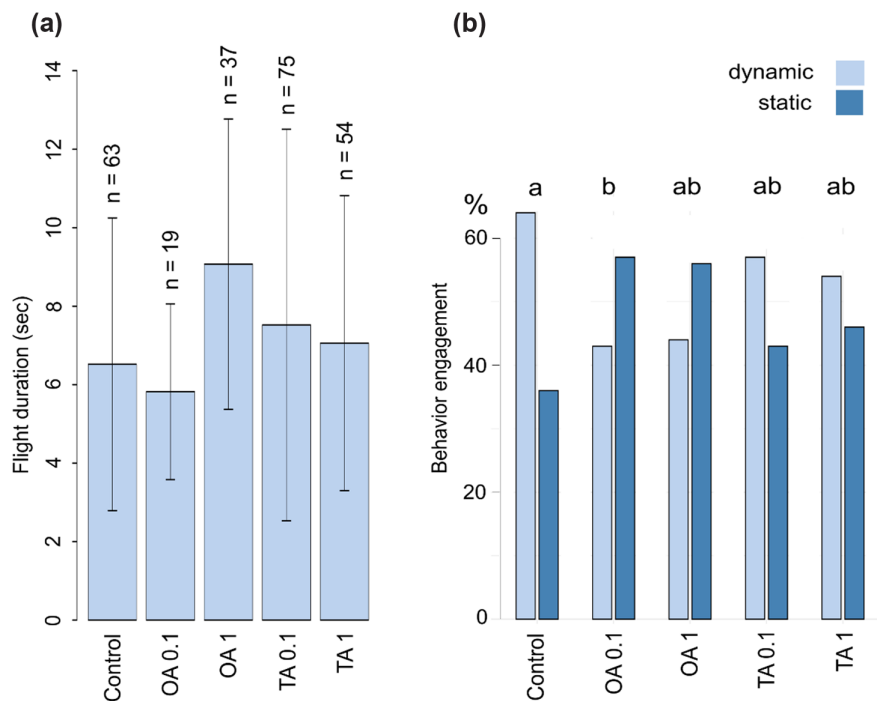 (a)
Flight duration (sec)
14
12
10
8
6
4
2
0
n = 63
n = 19
n = 37
n = 75
n = 54
Control
OA 0.1
OA 1
TA 0.1
TA 1
(b)
dynamic
static
%
a
b
ab
ab
ab
Behavior engagement
60
40
20
0
Control
OA 0.1
OA 1
TA 0.1
TA 1